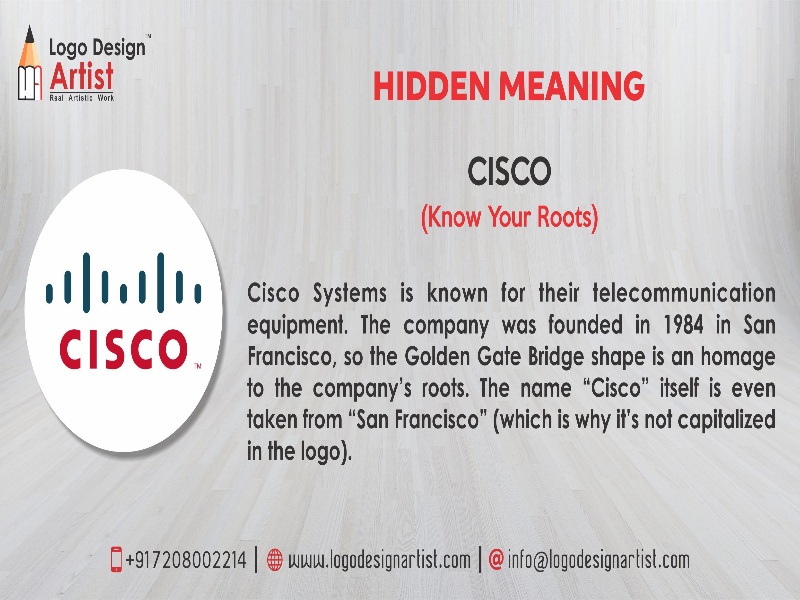 Logo Design™
Artist
Real Artistic Work
HIDDEN MEANING
CISCO
(Know Your Roots)
CISCO™
Cisco Systems is known for their telecommunication
equipment. The company was founded in 1984 in San
Francisco, so the Golden Gate Bridge shape is an homage
to the company’s roots. The name “Cisco” itself is even
taken from “San Francisco” (which is why it’s not capitalized
in the logo).
+917208002214 | www.logodesignartist.com | @ info@logodesignartist.com